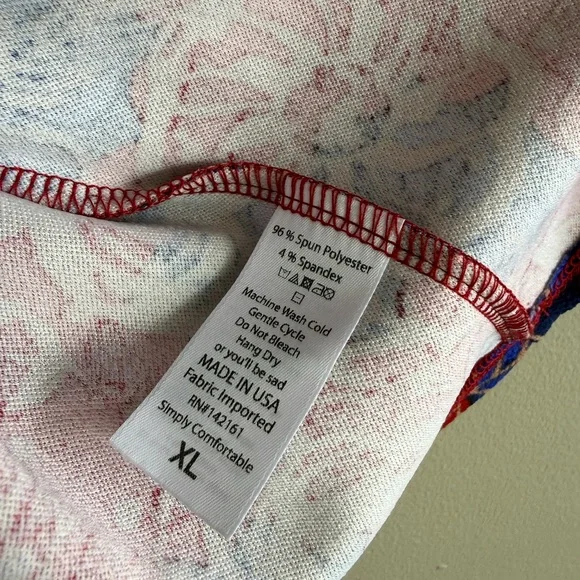 96 % Spun Polyester
4 % Spandex
Machine Wash Cold
Gentle Cycle
Do Not Bleach
Hang Dry
or you'll be sad
MADE IN USA
Fabric Imported
RN#142161
Simply Comfortable
XL